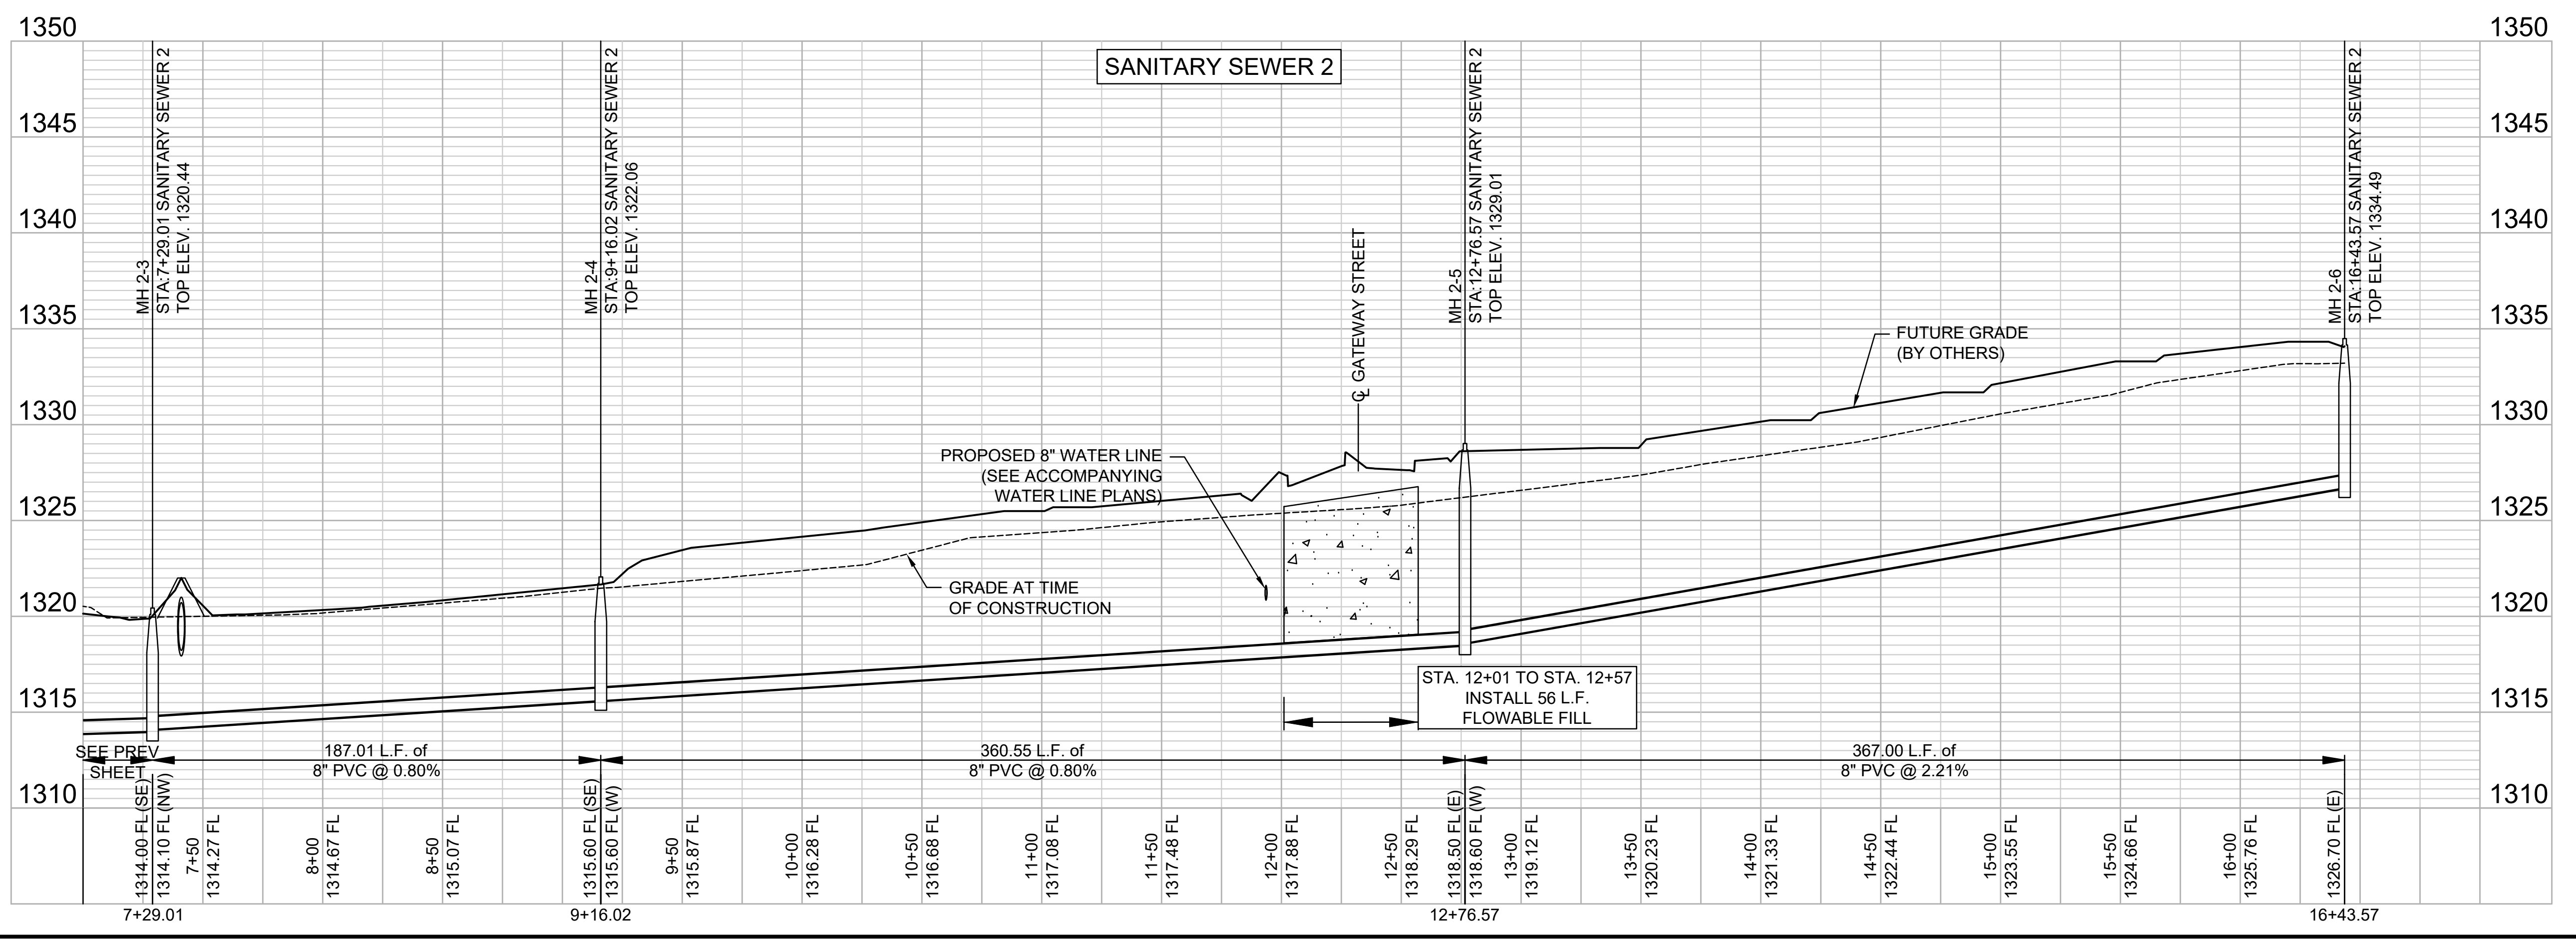 1350
1350
SANITARY SEWER 2
1345
1345
1340
1340
1335
1335
1330
1330
1325
1325
1320
1320
1315
1315
1310
1310
MH 2-3
STA:7+29.01 SANITARY SEWER 2
TOP ELEV. 1320.44
MH 2-4
STA:9+16.02 SANITARY SEWER 2
TOP ELEV. 1322.06
℄ GATEWAY STREET
MH 2-5
STA:12+76.57 SANITARY SEWER 2
TOP ELEV. 1329.01
MH 2-6
STA:16+43.57 SANITARY SEWER 2
TOP ELEV. 1334.49
FUTURE GRADE
(BY OTHERS)
PROPOSED 8" WATER LINE
(SEE ACCOMPANYING
WATER LINE PLANS)
GRADE AT TIME
OF CONSTRUCTION
STA. 12+01 TO STA. 12+57
INSTALL 56 L.F.
FLOWABLE FILL
SEE PREV
SHEET
187.01 L.F. of
8" PVC @ 0.80%
360.55 L.F. of
8" PVC @ 0.80%
367.00 L.F. of
8" PVC @ 2.21%
1314.00 FL (SE)
1314.10 FL (NW)
7+50
1314.27 FL
8+00
1314.67 FL
8+50
1315.07 FL
1315.60 FL (SE)
1315.60 FL (W)
9+50
1315.87 FL
10+00
1316.28 FL
10+50
1316.68 FL
11+00
1317.08 FL
11+50
1317.48 FL
12+00
1317.88 FL
12+50
1318.29 FL
1318.50 FL (E)
1318.60 FL (W)
13+00
1319.12 FL
13+50
1320.23 FL
14+00
1321.33 FL
14+50
1322.44 FL
15+00
1323.55 FL
15+50
1324.66 FL
16+00
1325.76 FL
1326.70 FL (E)
7+29.01
9+16.02
12+76.57
16+43.57